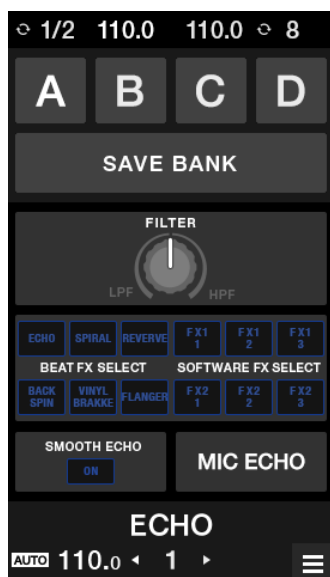 1/2 110.0 110.0 8
A B C D
SAVE BANK
FILTER
LPF HPF
ECHO SPIRAL REVERVE FX1 1 FX1 2 FX1 3
BEAT FX SELECT SOFTWARE FX SELECT
BACK SPIN VINYL BRAKKE FLANGER FX2 1 FX2 2 FX2 3
SMOOTH ECHO
ON
MIC ECHO
ECHO
AUTO 110.0 1